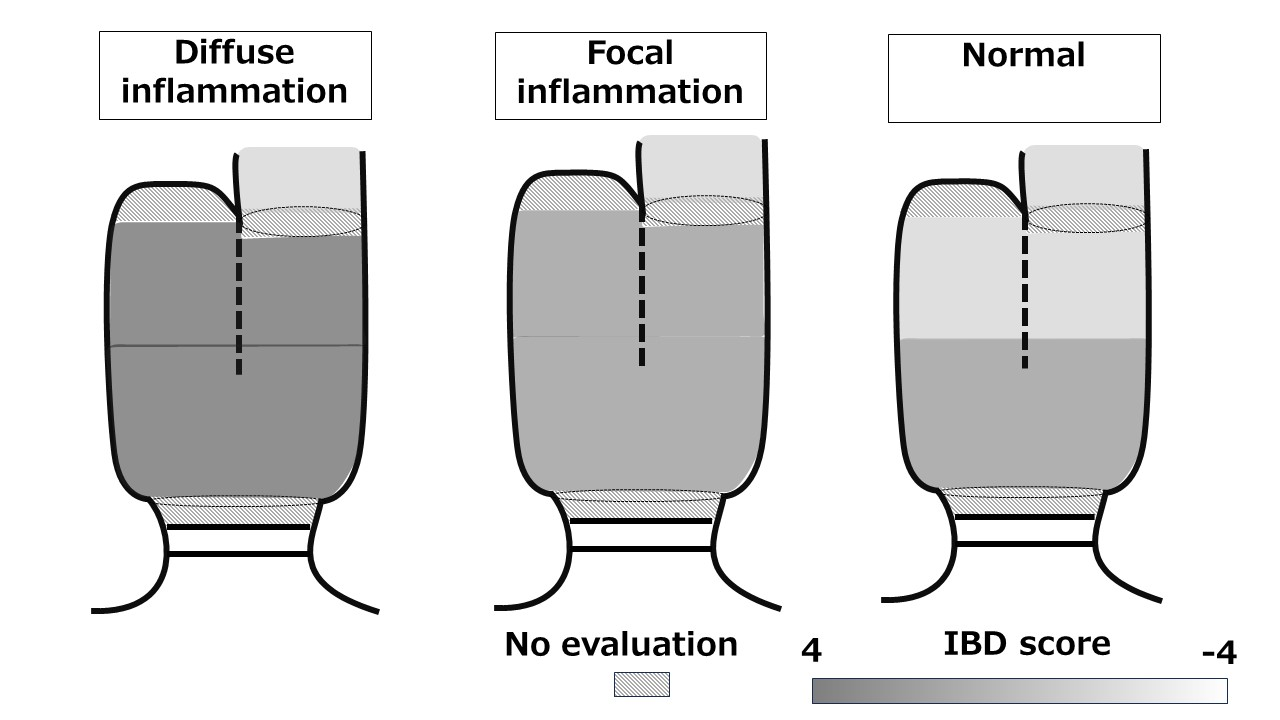 Diffuse
inflammation
Focal
inflammation
Normal
No evaluation
4
IBD score
-4